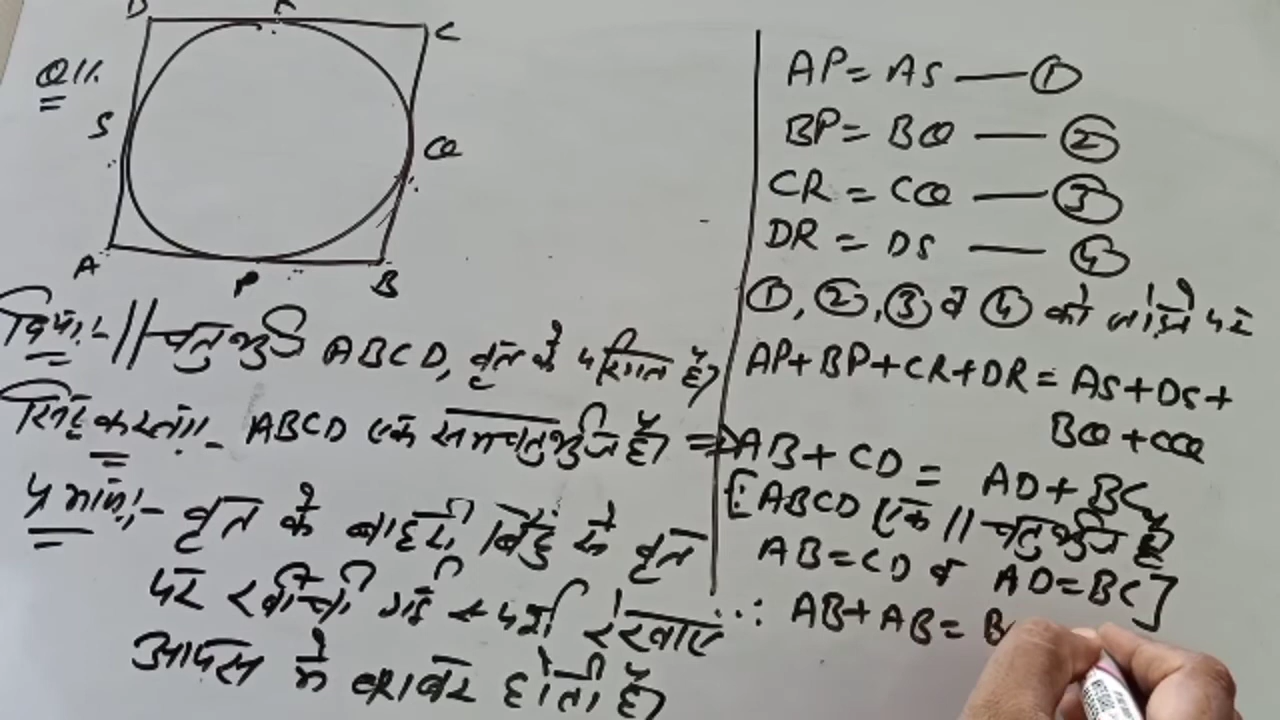 D R C
Q11.
S Q
A P B
दिया:- ||चतुर्भुज ABCD, वृत के परिगत है।
सिद्ध करना:- ABCD एक समचतुर्भुज है।
प्रमाण:- वृत के बाहरी बिंदु से वृत
पर खींची गई स्पर्श रेखाएं
आपस में बराबर होती है।
AP = AS — ①
BP = BQ — ②
CR = CQ — ③
DR = DS — ④
①, ②, ③ व ④ को जोड़ने पर
AP + BP + CR + DR = AS + DS +
BQ + CQ
⇒ AB + CD = AD + BC
[∵ ABCD एक || चतुर्भुज है
AB = CD व AD = BC]
∴ AB + AB = B